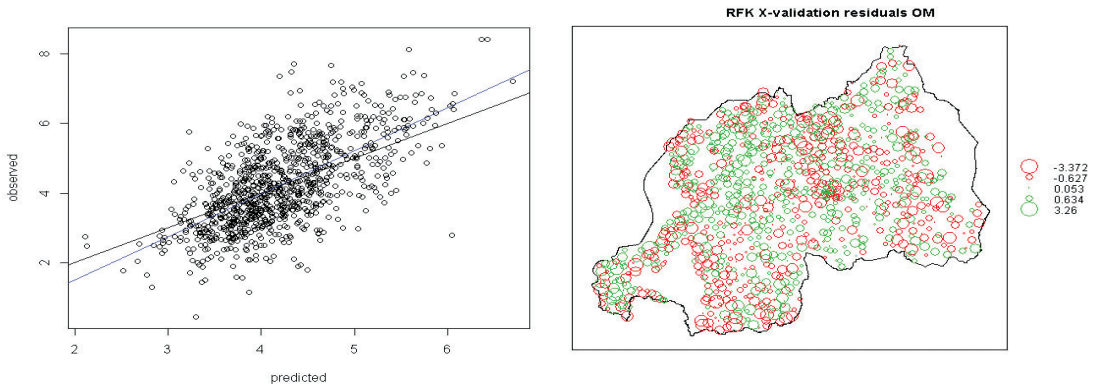 RFK X-validation residuals OM
8
6
4
2
observed
2 3 4 5 6
predicted
-3.372
-0.627
0.053
0.634
3.26